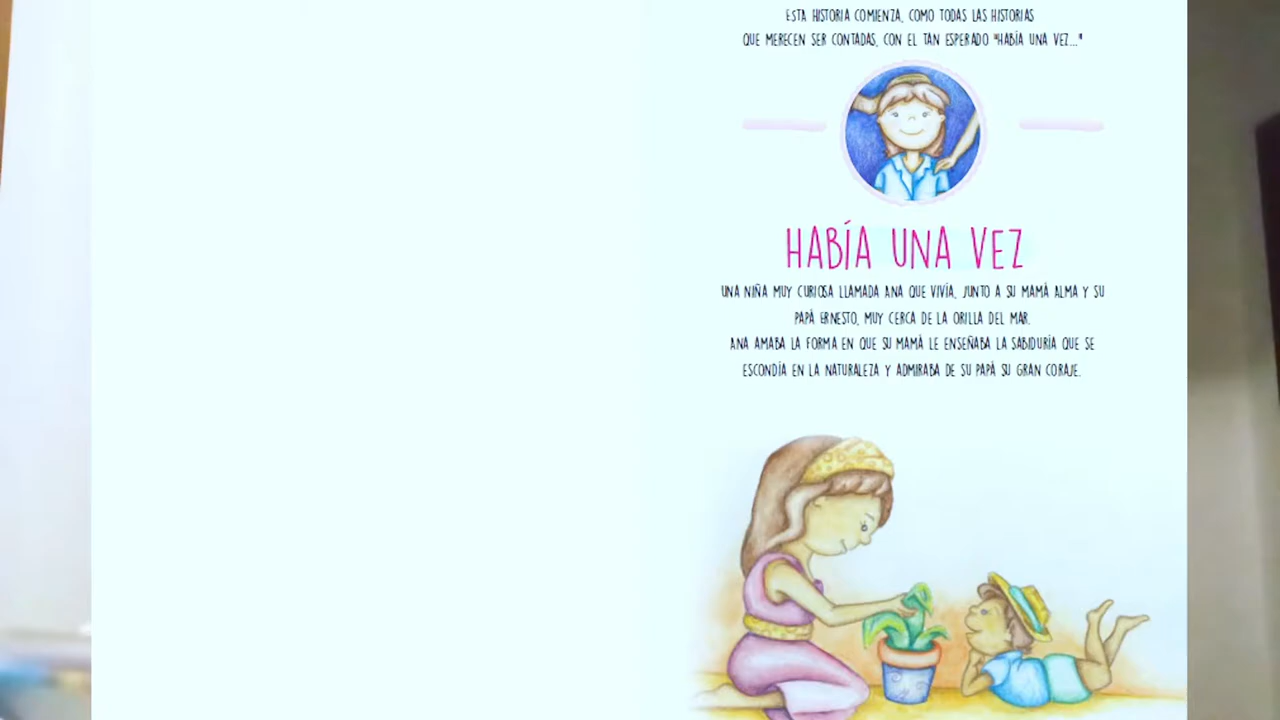 ESTA HISTORIA COMIENZA, COMO TODAS LAS HISTORIAS
QUE MERECEN SER CONTADAS, CON EL TAN ESPERADO "HABÍA UNA VEZ..."
HABÍA UNA VEZ
UNA NIÑA MUY CURIOSA LLAMADA ANA QUE VIVÍA, JUNTO A SU MAMÁ ALMA Y SU
PAPÁ ERNESTO, MUY CERCA DE LA ORILLA DEL MAR.
ANA AMABA LA FORMA EN QUE SU MAMÁ LE ENSEÑABA LA SABIDURÍA QUE SE
ESCONDÍA EN LA NATURALEZA Y ADMIRABA DE SU PAPÁ SU GRAN CORAJE.